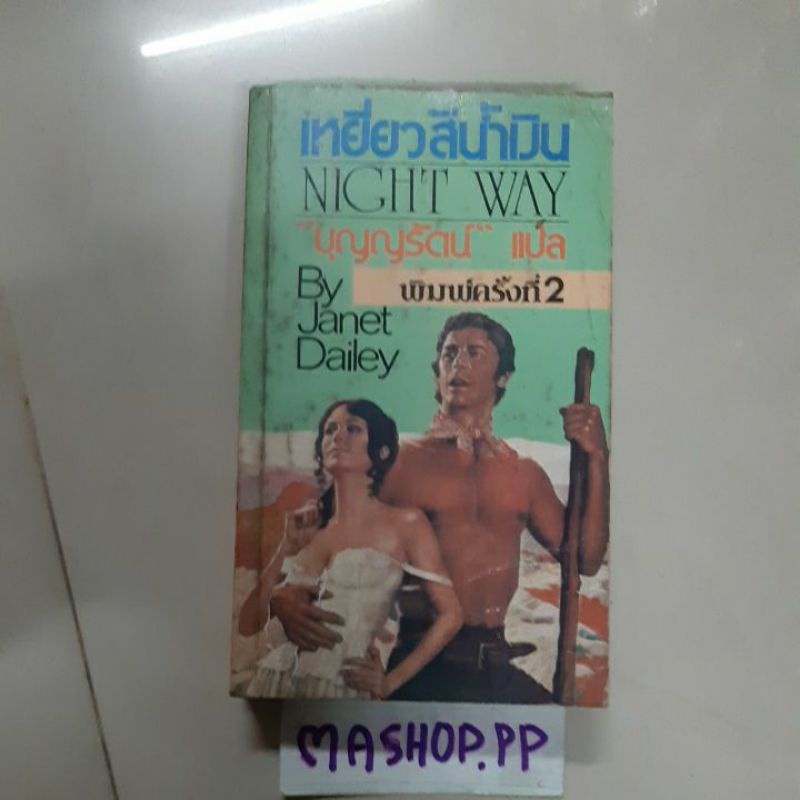 เหยี่ยวสีน้ำเงิน
NIGHT WAY
"บุญญรัตน์" แปล
By
Janet
Dailey
พิมพ์ครั้งที่ 2
MASHOP.PP